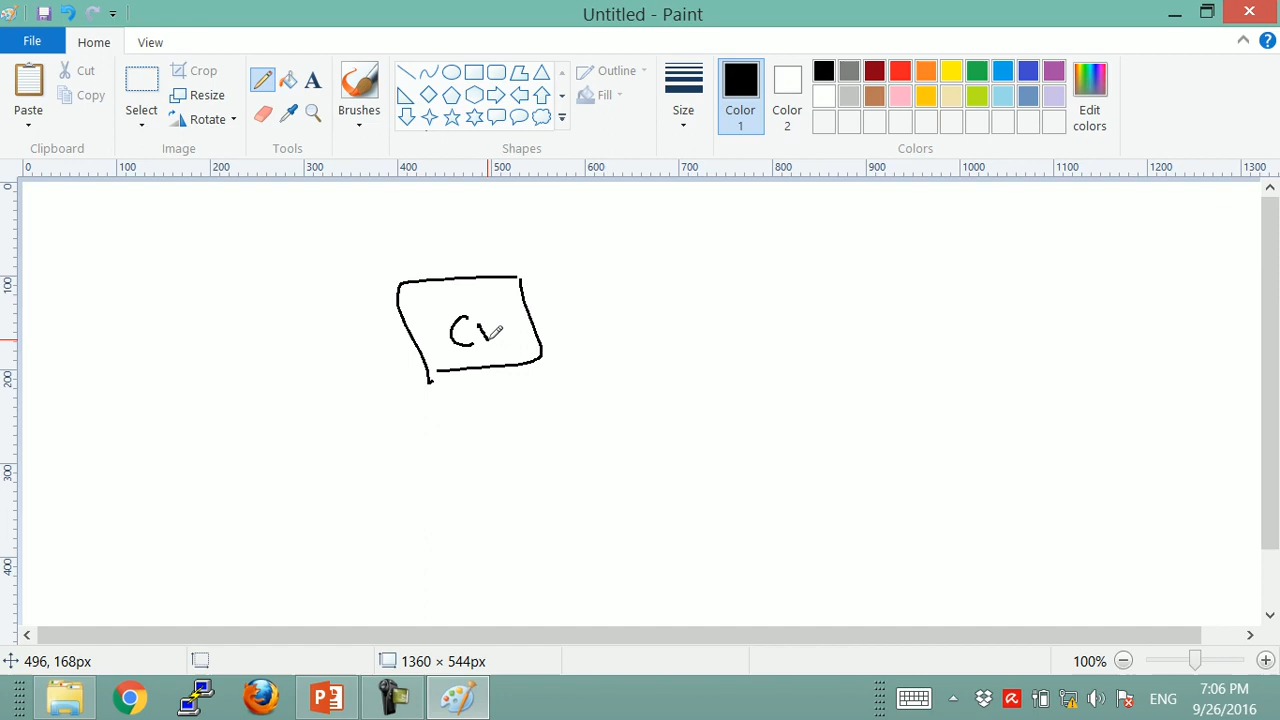 Untitled - Paint
File
Home
View
Paste
Cut
Copy
Clipboard
Select
Crop
Resize
Rotate
Image
Tools
Brushes
Shapes
Outline
Fill
Size
Color 1
Color 2
Edit colors
Colors
0 100 200 300 400 500 600 700 800 900 1000 1100 1200 1300
0
100
200
300
400
496, 168px
1360 × 544px
100%
ENG
7:06 PM
9/26/2016